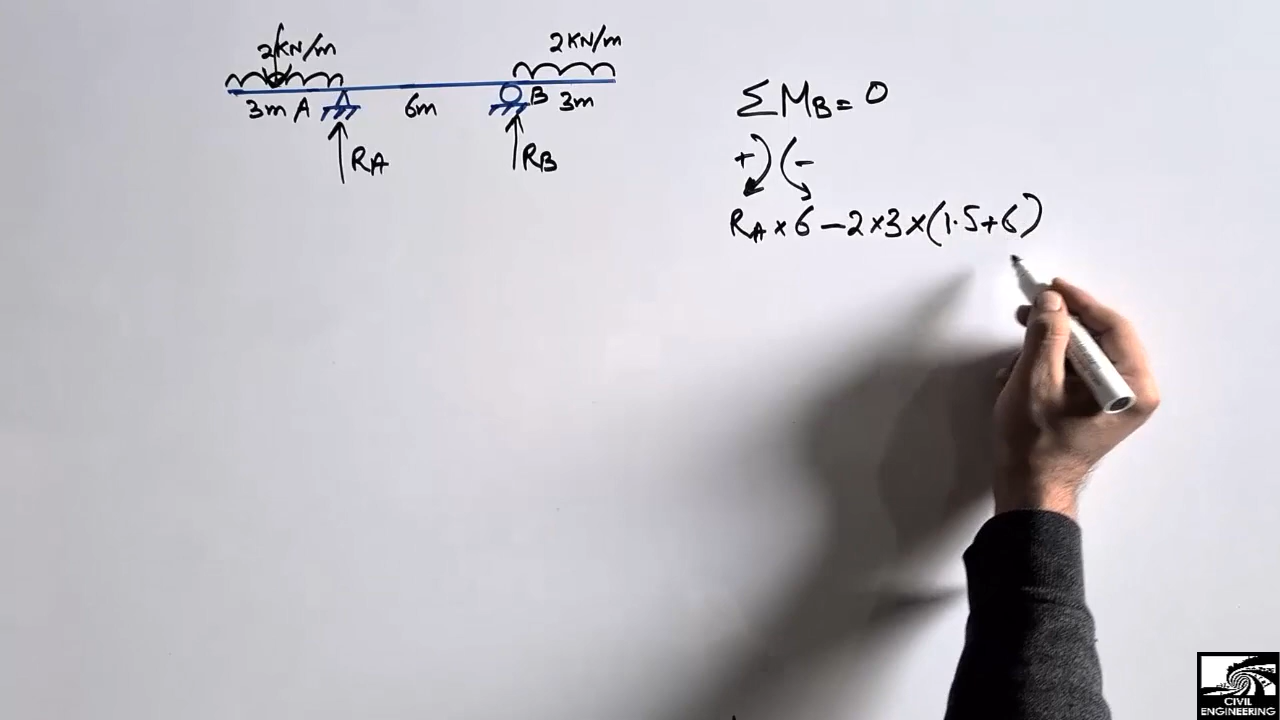 2KN/m
2KN/m
3m A 6m B 3m
RA RB
ΣMB = 0
+ -
RA × 6 - 2×3×(1.5+6)
CIVIL
ENGINEERING